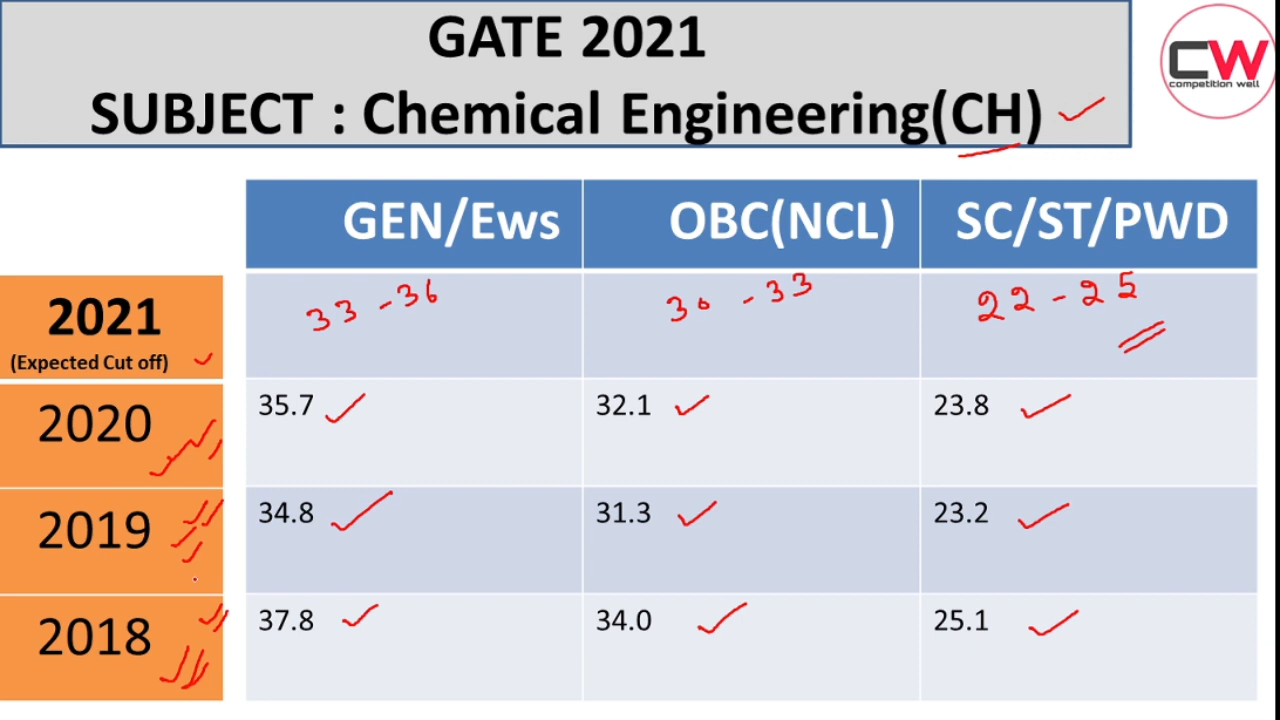 GATE 2021
SUBJECT : Chemical Engineering(CH)
CW
competition well
GEN/Ews OBC(NCL) SC/ST/PWD
2021 33-36 30-33 22-25
(Expected Cut off)
2020 35.7 32.1 23.8
2019 34.8 31.3 23.2
2018 37.8 34.0 25.1